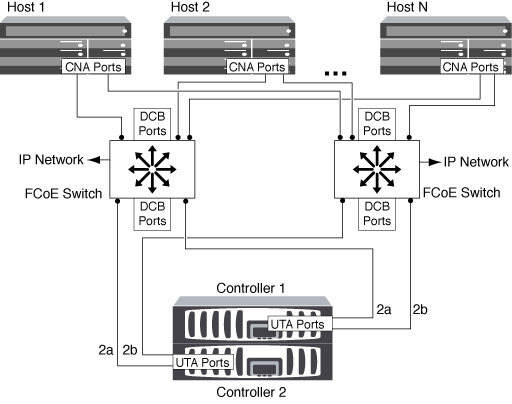 Host 1
Host 2
Host N
CNA Ports
CNA Ports
CNA Ports
DCB
Ports
DCB
Ports
IP Network
IP Network
FCoE Switch
FCoE Switch
DCB
Ports
DCB
Ports
Controller 1
2a
2b
UTA Ports
2a
2b
UTA Ports
Controller 2